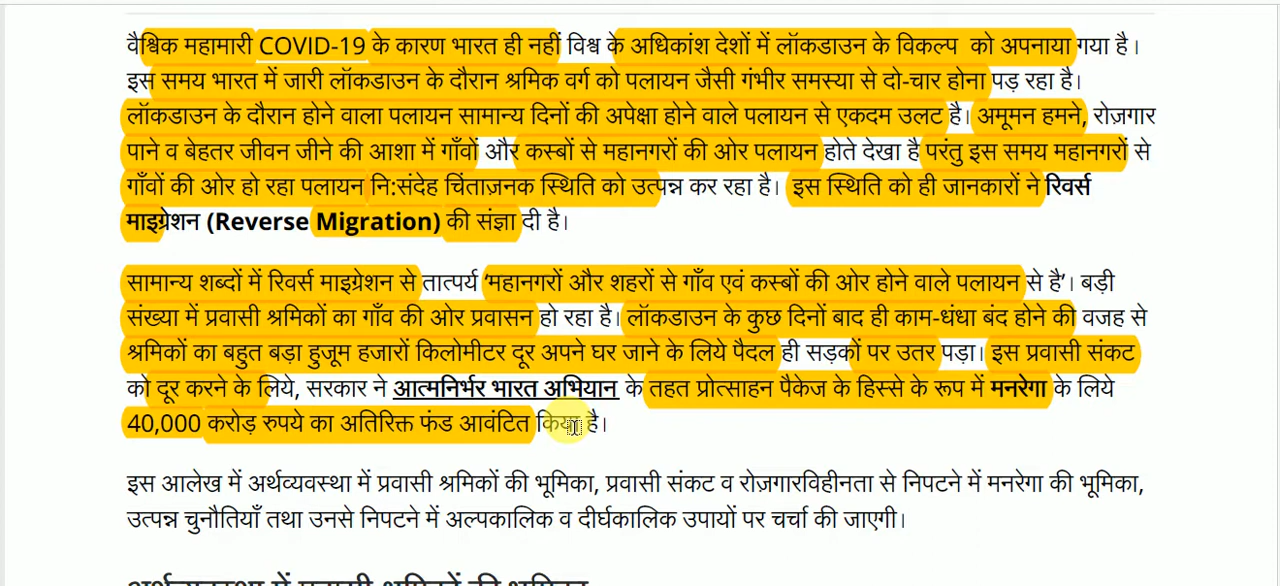 वैश्विक महामारी COVID-19 के कारण भारत ही नहीं विश्व के अधिकांश देशों में लॉकडाउन के विकल्प को अपनाया गया है।
इस समय भारत में जारी लॉकडाउन के दौरान श्रमिक वर्ग को पलायन जैसी गंभीर समस्या से दो-चार होना पड़ रहा है।
लॉकडाउन के दौरान होने वाला पलायन सामान्य दिनों की अपेक्षा होने वाले पलायन से एकदम उलट है। अमूमन हमने, रोज़गार
पाने व बेहतर जीवन जीने की आशा में गाँवों और कस्बों से महानगरों की ओर पलायन होते देखा है परंतु इस समय महानगरों से
गाँवों की ओर हो रहा पलायन नि:संदेह चिंताज़नक स्थिति को उत्पन्न कर रहा है। इस स्थिति को ही जानकारों ने रिवर्स
माइग्रेशन (Reverse Migration) की संज्ञा दी है।
सामान्य शब्दों में रिवर्स माइग्रेशन से तात्पर्य ‘महानगरों और शहरों से गाँव एवं कस्बों की ओर होने वाले पलायन से है’। बड़ी
संख्या में प्रवासी श्रमिकों का गाँव की ओर प्रवासन हो रहा है। लॉकडाउन के कुछ दिनों बाद ही काम-धंधा बंद होने की वजह से
श्रमिकों का बहुत बड़ा हुजूम हजारों किलोमीटर दूर अपने घर जाने के लिये पैदल ही सड़कों पर उतर पड़ा। इस प्रवासी संकट
को दूर करने के लिये, सरकार ने आत्मनिर्भर भारत अभियान के तहत प्रोत्साहन पैकेज के हिस्से के रूप में मनरेगा के लिये
40,000 करोड़ रुपये का अतिरिक्त फंड आवंटित किया है।
इस आलेख में अर्थव्यवस्था में प्रवासी श्रमिकों की भूमिका, प्रवासी संकट व रोज़गारविहीनता से निपटने में मनरेगा की भूमिका,
उत्पन्न चुनौतियाँ तथा उनसे निपटने में अल्पकालिक व दीर्घकालिक उपायों पर चर्चा की जाएगी।
अर्थव्यवस्था में प्रवासी श्रमिकों की भूमिका